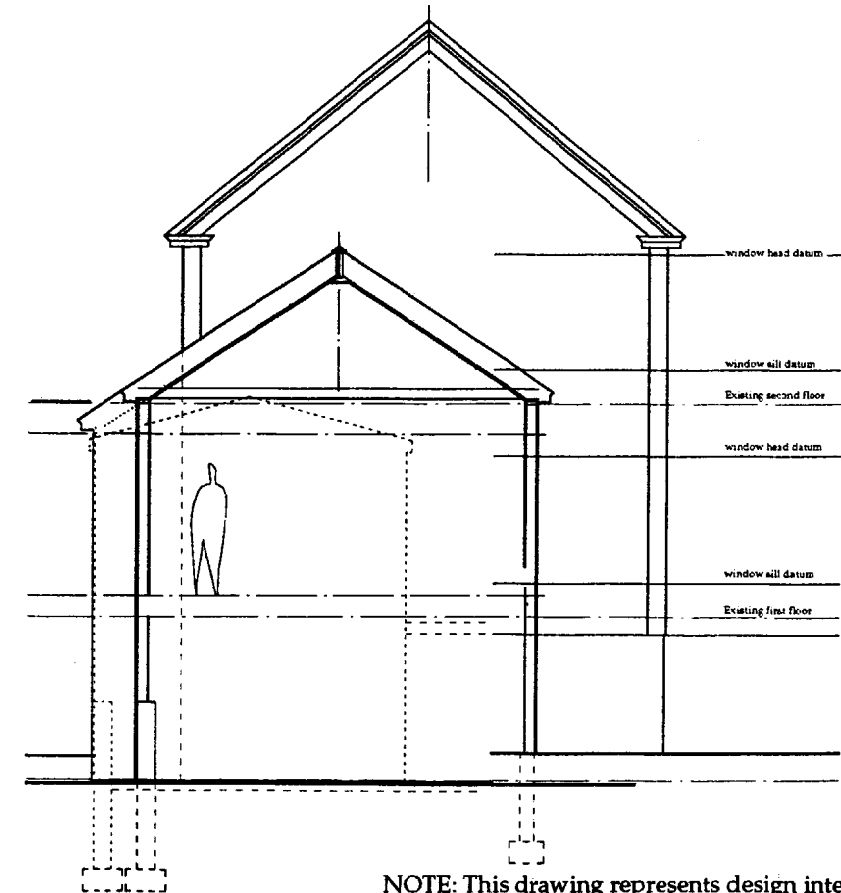 window head datum
window sill datum
Existing second floor
window head datum
window sill datum
Existing first floor
NOTE: This drawing represents design inte